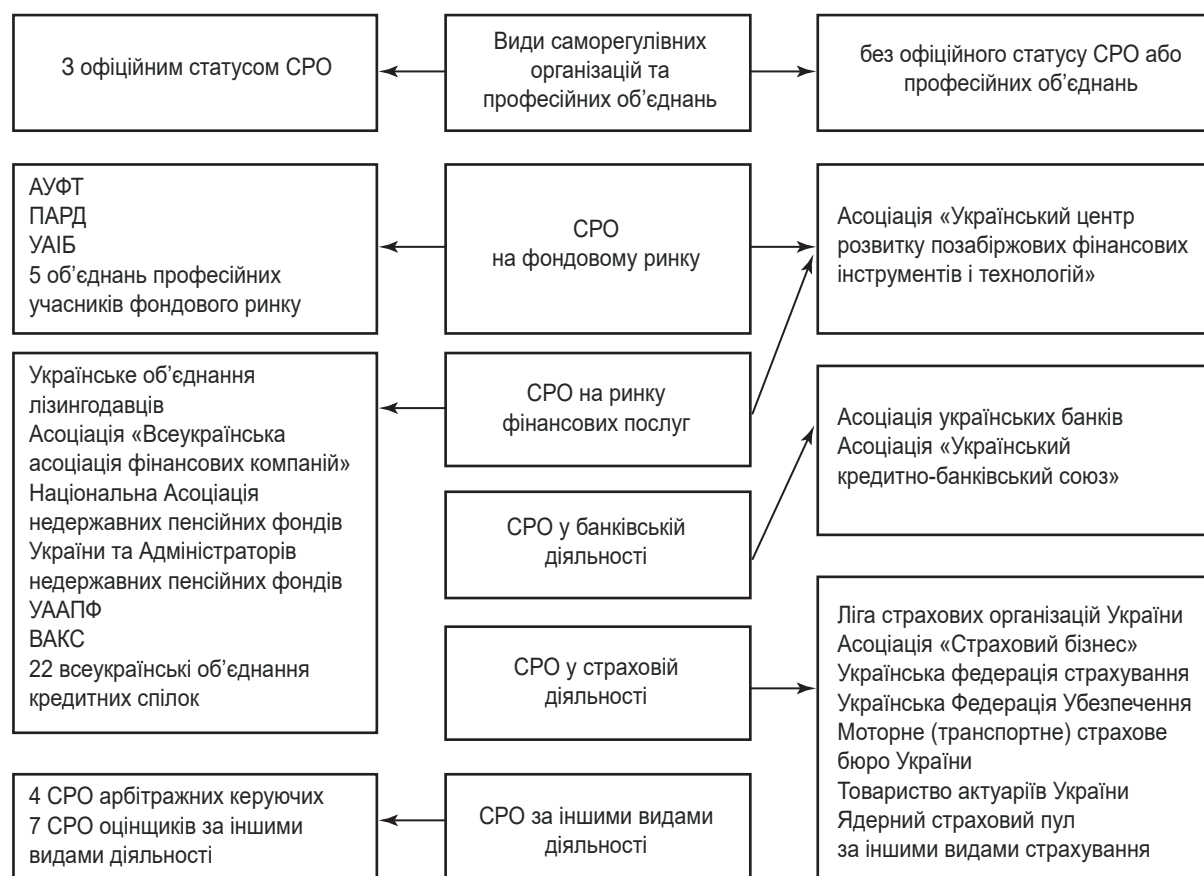 З офіційним статусом СРО
Види саморегулівних
організацій та
професійних об’єднань
без офіційного статусу СРО або
професійних об’єднань
АУФТ
ПАРД
УАІБ
5 об’єднань професійних
учасників фондового ринку
СРО
на фондовому ринку
Асоціація «Український центр
розвитку позабіржових фінансових
інструментів і технологій»
Українське об’єднання
лізингодавців
Асоціація «Всеукраїнська
асоціація фінансових компаній»
Національна Асоціація
недержавних пенсійних фондів
України та Адміністраторів
недержавних пенсійних фондів
УААПФ
ВАКС
22 всеукраїнські об’єднання
кредитних спілок
СРО на ринку
фінансових послуг
Асоціація українських банків
Асоціація «Український
кредитно-банківський союз»
СРО у банківській
діяльності
СРО у страховій
діяльності
Ліга страхових організацій України
Асоціація «Страховий бізнес»
Українська федерація страхування
Українська Федерація Убезпечення
Моторне (транспортне) страхове
бюро України
Товариство актуаріїв України
Ядерний страховий пул
за іншими видами страхування
4 СРО арбітражних керуючих
7 СРО оцінщиків за іншими
видами діяльності
СРО за іншими видами
діяльності